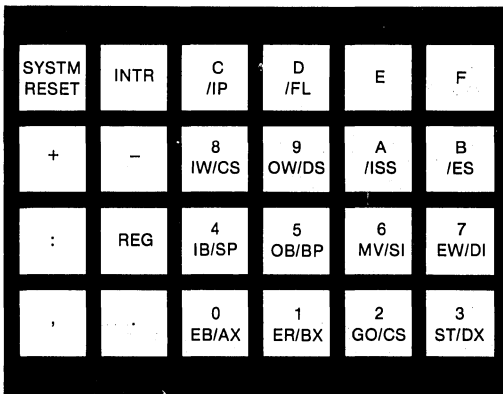 SYSTM
RESET
INTR
C
/IP
D
/FL
E
F
+
–
8
IW/CS
9
OW/DS
A
/ISS
B
/ES
:
REG
4
IB/SP
5
OB/BP
6
MV/SI
7
EW/DI
,
.
0
EB/AX
1
ER/BX
2
GO/CS
3
ST/DX